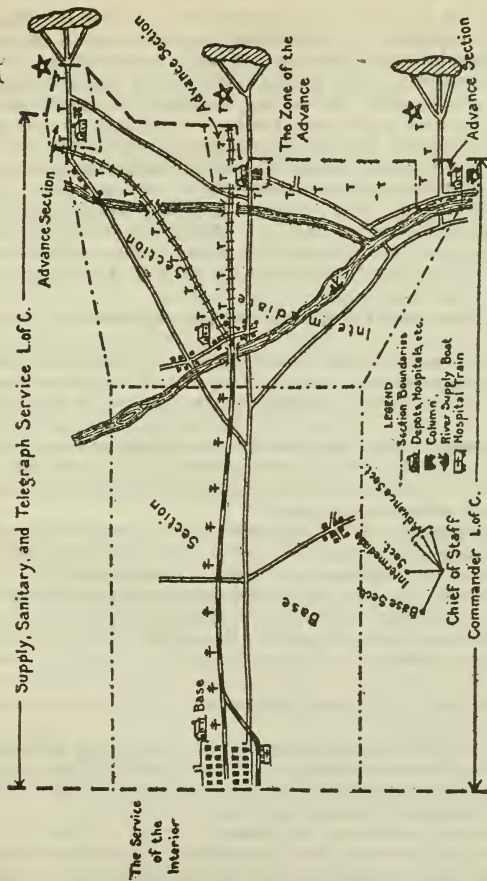 Supply, Sanitary, and Telegraph Service L. of C.
Advance Section
Advance Section
The Zone of the
Advance
Advance Section
Section
Intermediate
Section
Base
Base
The Service
of the
Interior
LEGEND
Section Boundaries
Depots, Hospitals, etc.
Column
River Supply Boat
Hospital Train
Base Sect.
Intermediate
Sect.
Advance Sect.
Chief of Staff
Commander L. of C.